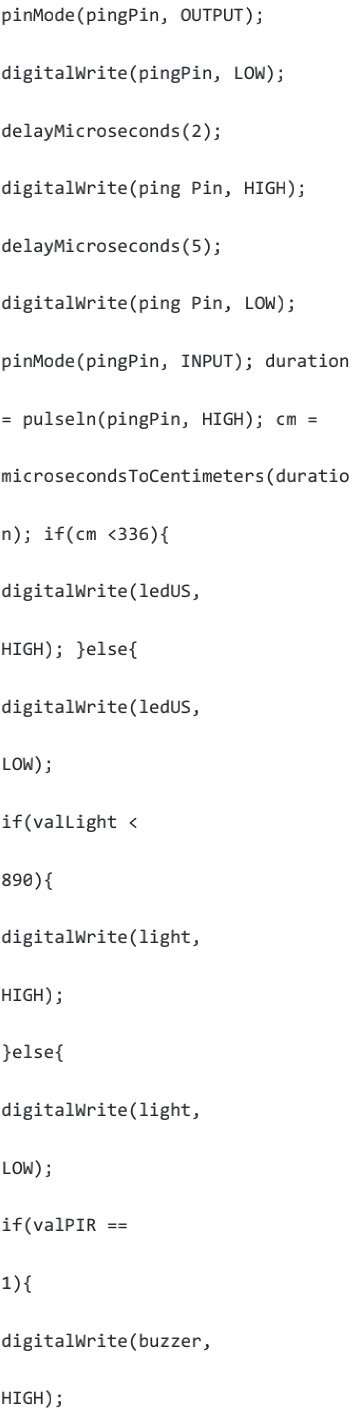 pinMode(pingPin, OUTPUT);
digitalWrite(pingPin, LOW);
delayMicroseconds(2);
digitalWrite(ping Pin, HIGH);
delayMicroseconds(5);
digitalWrite(ping Pin, LOW);
pinMode(pingPin, INPUT); duration
= pulseln(pingPin, HIGH); cm =
microsecondsToCentimeters(duratio
n); if(cm <336){
digitalWrite(ledUS,
HIGH); }else{
digitalWrite(ledUS,
LOW);
if(valLight <
890){
digitalWrite(light,
HIGH);
}else{
digitalWrite(light,
LOW);
if(valPIR ==
1){
digitalWrite(buzzer,
HIGH);